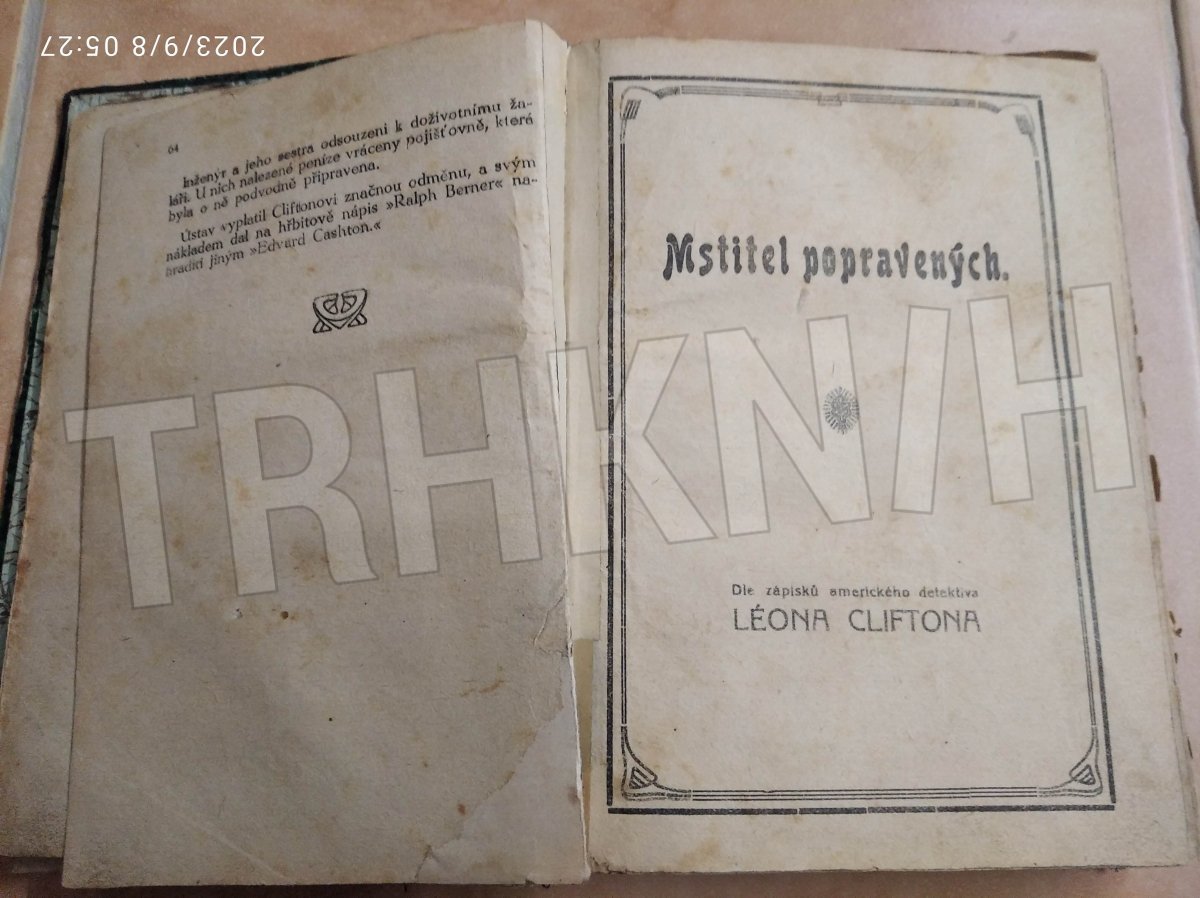 2023/9/8 05:27
64
Inženýr a jeho sestra odsouzeni k doživotnímu ža-
láři. U nich nalezené peníze vráceny pojišťovně, která
byla o ně podvodně připravena.
Ústav vyplatil Cliftonovi značnou odměnu, a svým
nákladem dal na hřbitově nápis »Ralph Berner« na-
hraditi jiným »Edvard Cashton.«
Mstitel popravených.
Dle zápisků amerického detektiva
LÉONA CLIFTONA
TRHKNIH